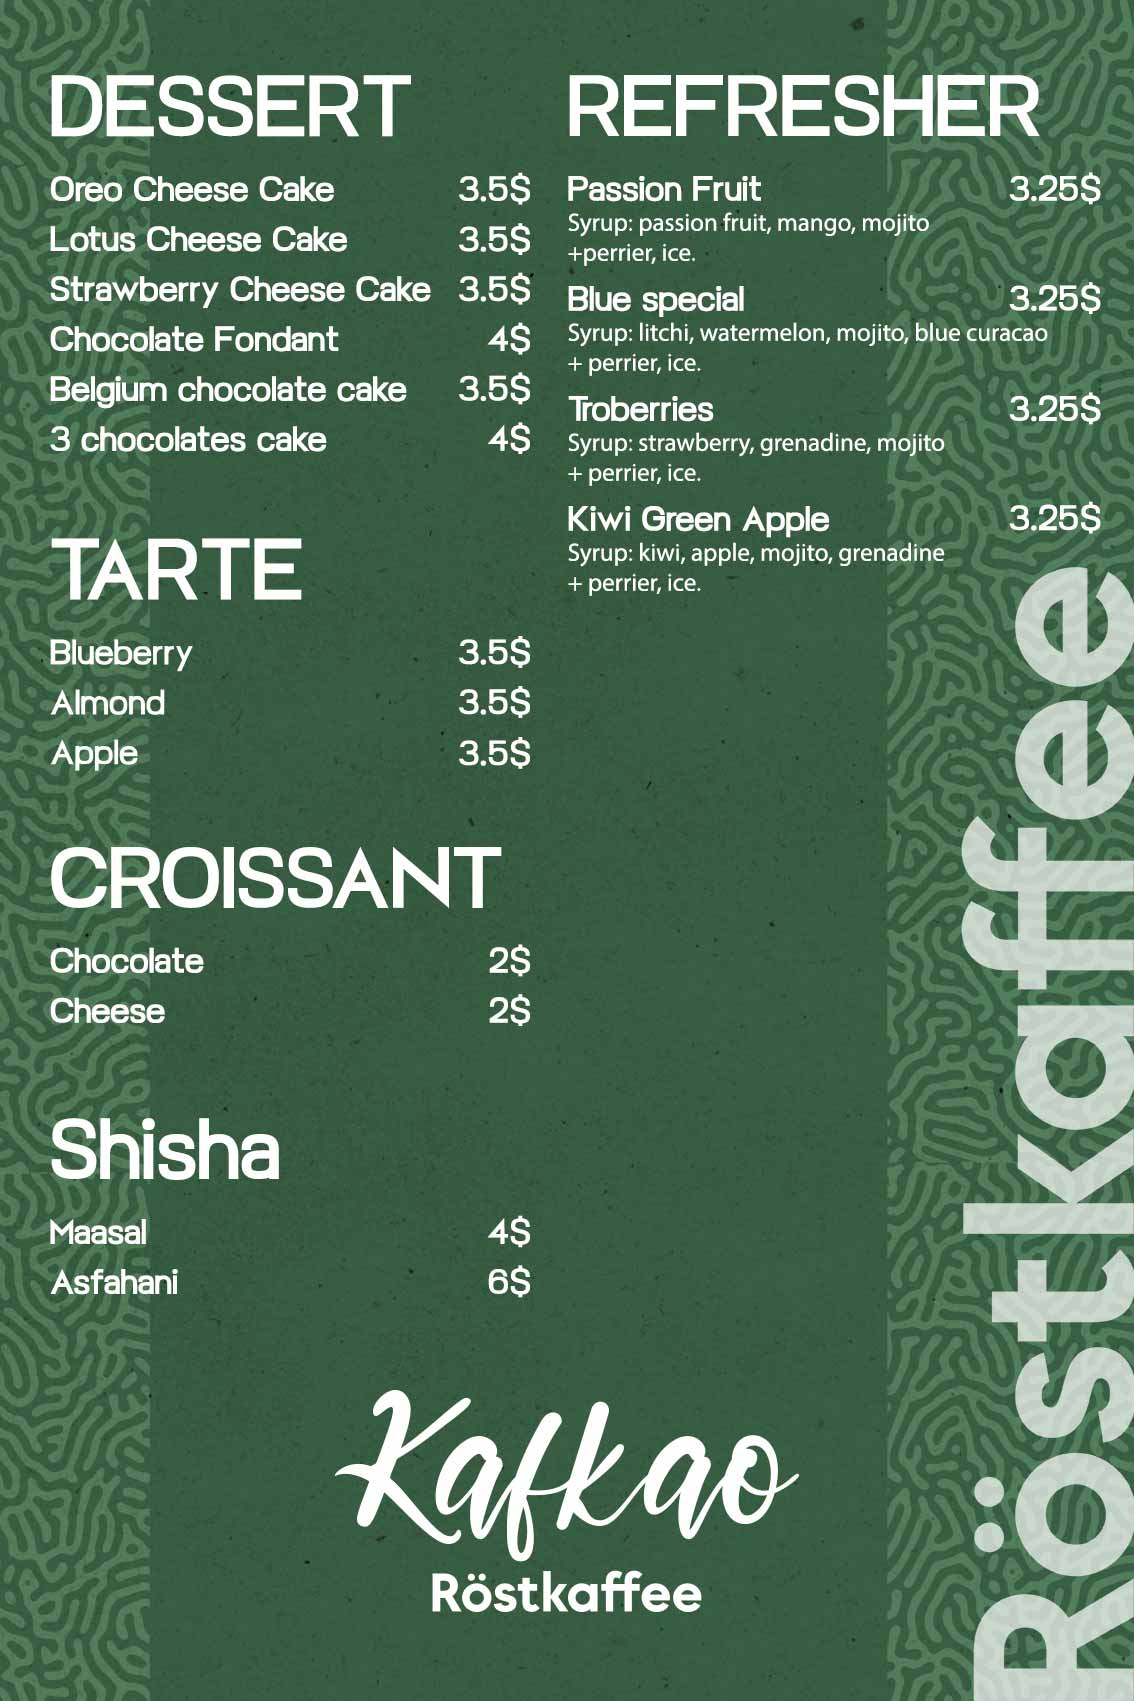 DESSERT
Oreo Cheese Cake 3.5$
Lotus Cheese Cake 3.5$
Strawberry Cheese Cake 3.5$
Chocolate Fondant 4$
Belgium chocolate cake 3.5$
3 chocolates cake 4$
TARTE
Blueberry 3.5$
Almond 3.5$
Apple 3.5$
CROISSANT
Chocolate 2$
Cheese 2$
Shisha
Maasal 4$
Asfahani 6$
REFRESHER
Passion Fruit 3.25$
Syrup: passion fruit, mango, mojito
+perrier, ice.
Blue special 3.25$
Syrup: litchi, watermelon, mojito, blue curacao
+ perrier, ice.
Troberries 3.25$
Syrup: strawberry, grenadine, mojito
+ perrier, ice.
Kiwi Green Apple 3.25$
Syrup: kiwi, apple, mojito, grenadine
+ perrier, ice.
Röstkaffee
Kafkao
Röstkaffee